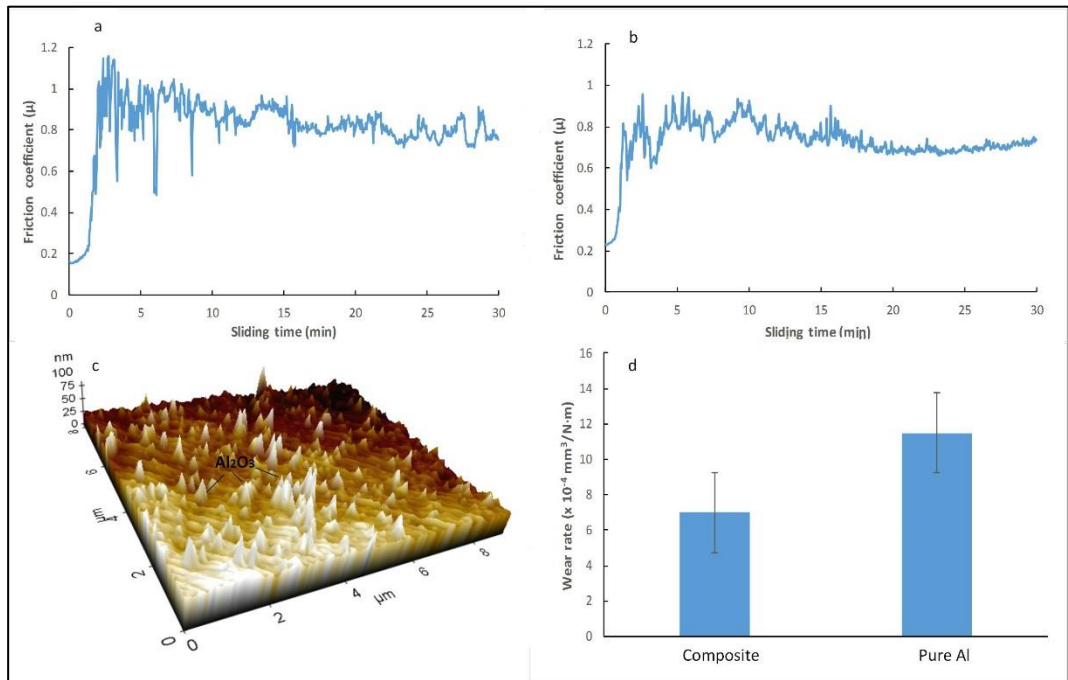 a
1.2
1
0.8
0.6
0.4
0.2
0
Friction coefficient (μ)
0 5 10 15 20 25 30
Sliding time (min)
b
1.2
1
0.8
0.6
0.4
0.2
0
Friction coefficient (μ)
0 5 10 15 20 25 30
Sliding time (min)
c
nm
100
75
50
25
0
8
6
4
2
0
μm
Al₂O₃
0 2 4 6 8
μm
d
16
14
12
10
8
6
4
2
0
Wear rate (x 10⁻⁴ mm³/N·m)
Composite Pure Al